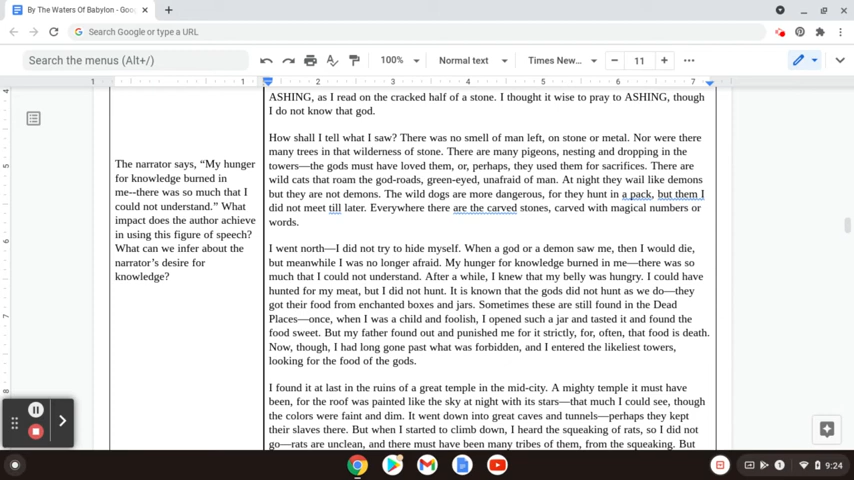 By The Waters Of Babylon - Goo
Search Google or type a URL
Search the menus (Alt+/)
100%
Normal text
Times New...
11
1 1 2 3 4 5 6 7
4
5
6
7
8
The narrator says, “My hunger
for knowledge burned in
me--there was so much that I
could not understand.” What
impact does the author achieve
in using this figure of speech?
What can we infer about the
narrator’s desire for
knowledge?
ASHING, as I read on the cracked half of a stone. I thought it wise to pray to ASHING, though
I do not know that god.
How shall I tell what I saw? There was no smell of man left, on stone or metal. Nor were there
many trees in that wilderness of stone. There are many pigeons, nesting and dropping in the
towers—the gods must have loved them, or, perhaps, they used them for sacrifices. There are
wild cats that roam the god-roads, green-eyed, unafraid of man. At night they wail like demons
but they are not demons. The wild dogs are more dangerous, for they hunt in a pack, but them I
did not meet till later. Everywhere there are the carved stones, carved with magical numbers or
words.
I went north—I did not try to hide myself. When a god or a demon saw me, then I would die,
but meanwhile I was no longer afraid. My hunger for knowledge burned in me—there was so
much that I could not understand. After a while, I knew that my belly was hungry. I could have
hunted for my meat, but I did not hunt. It is known that the gods did not hunt as we do—they
got their food from enchanted boxes and jars. Sometimes these are still found in the Dead
Places—once, when I was a child and foolish, I opened such a jar and tasted it and found the
food sweet. But my father found out and punished me for it strictly, for, often, that food is death.
Now, though, I had long gone past what was forbidden, and I entered the likeliest towers,
looking for the food of the gods.
I found it at last in the ruins of a great temple in the mid-city. A mighty temple it must have
been, for the roof was painted like the sky at night with its stars—that much I could see, though
the colors were faint and dim. It went down into great caves and tunnels—perhaps they kept
their slaves there. But when I started to climb down, I heard the squeaking of rats, so I did not
go—rats are unclean, and there must have been many tribes of them, from the squeaking. But
9:24